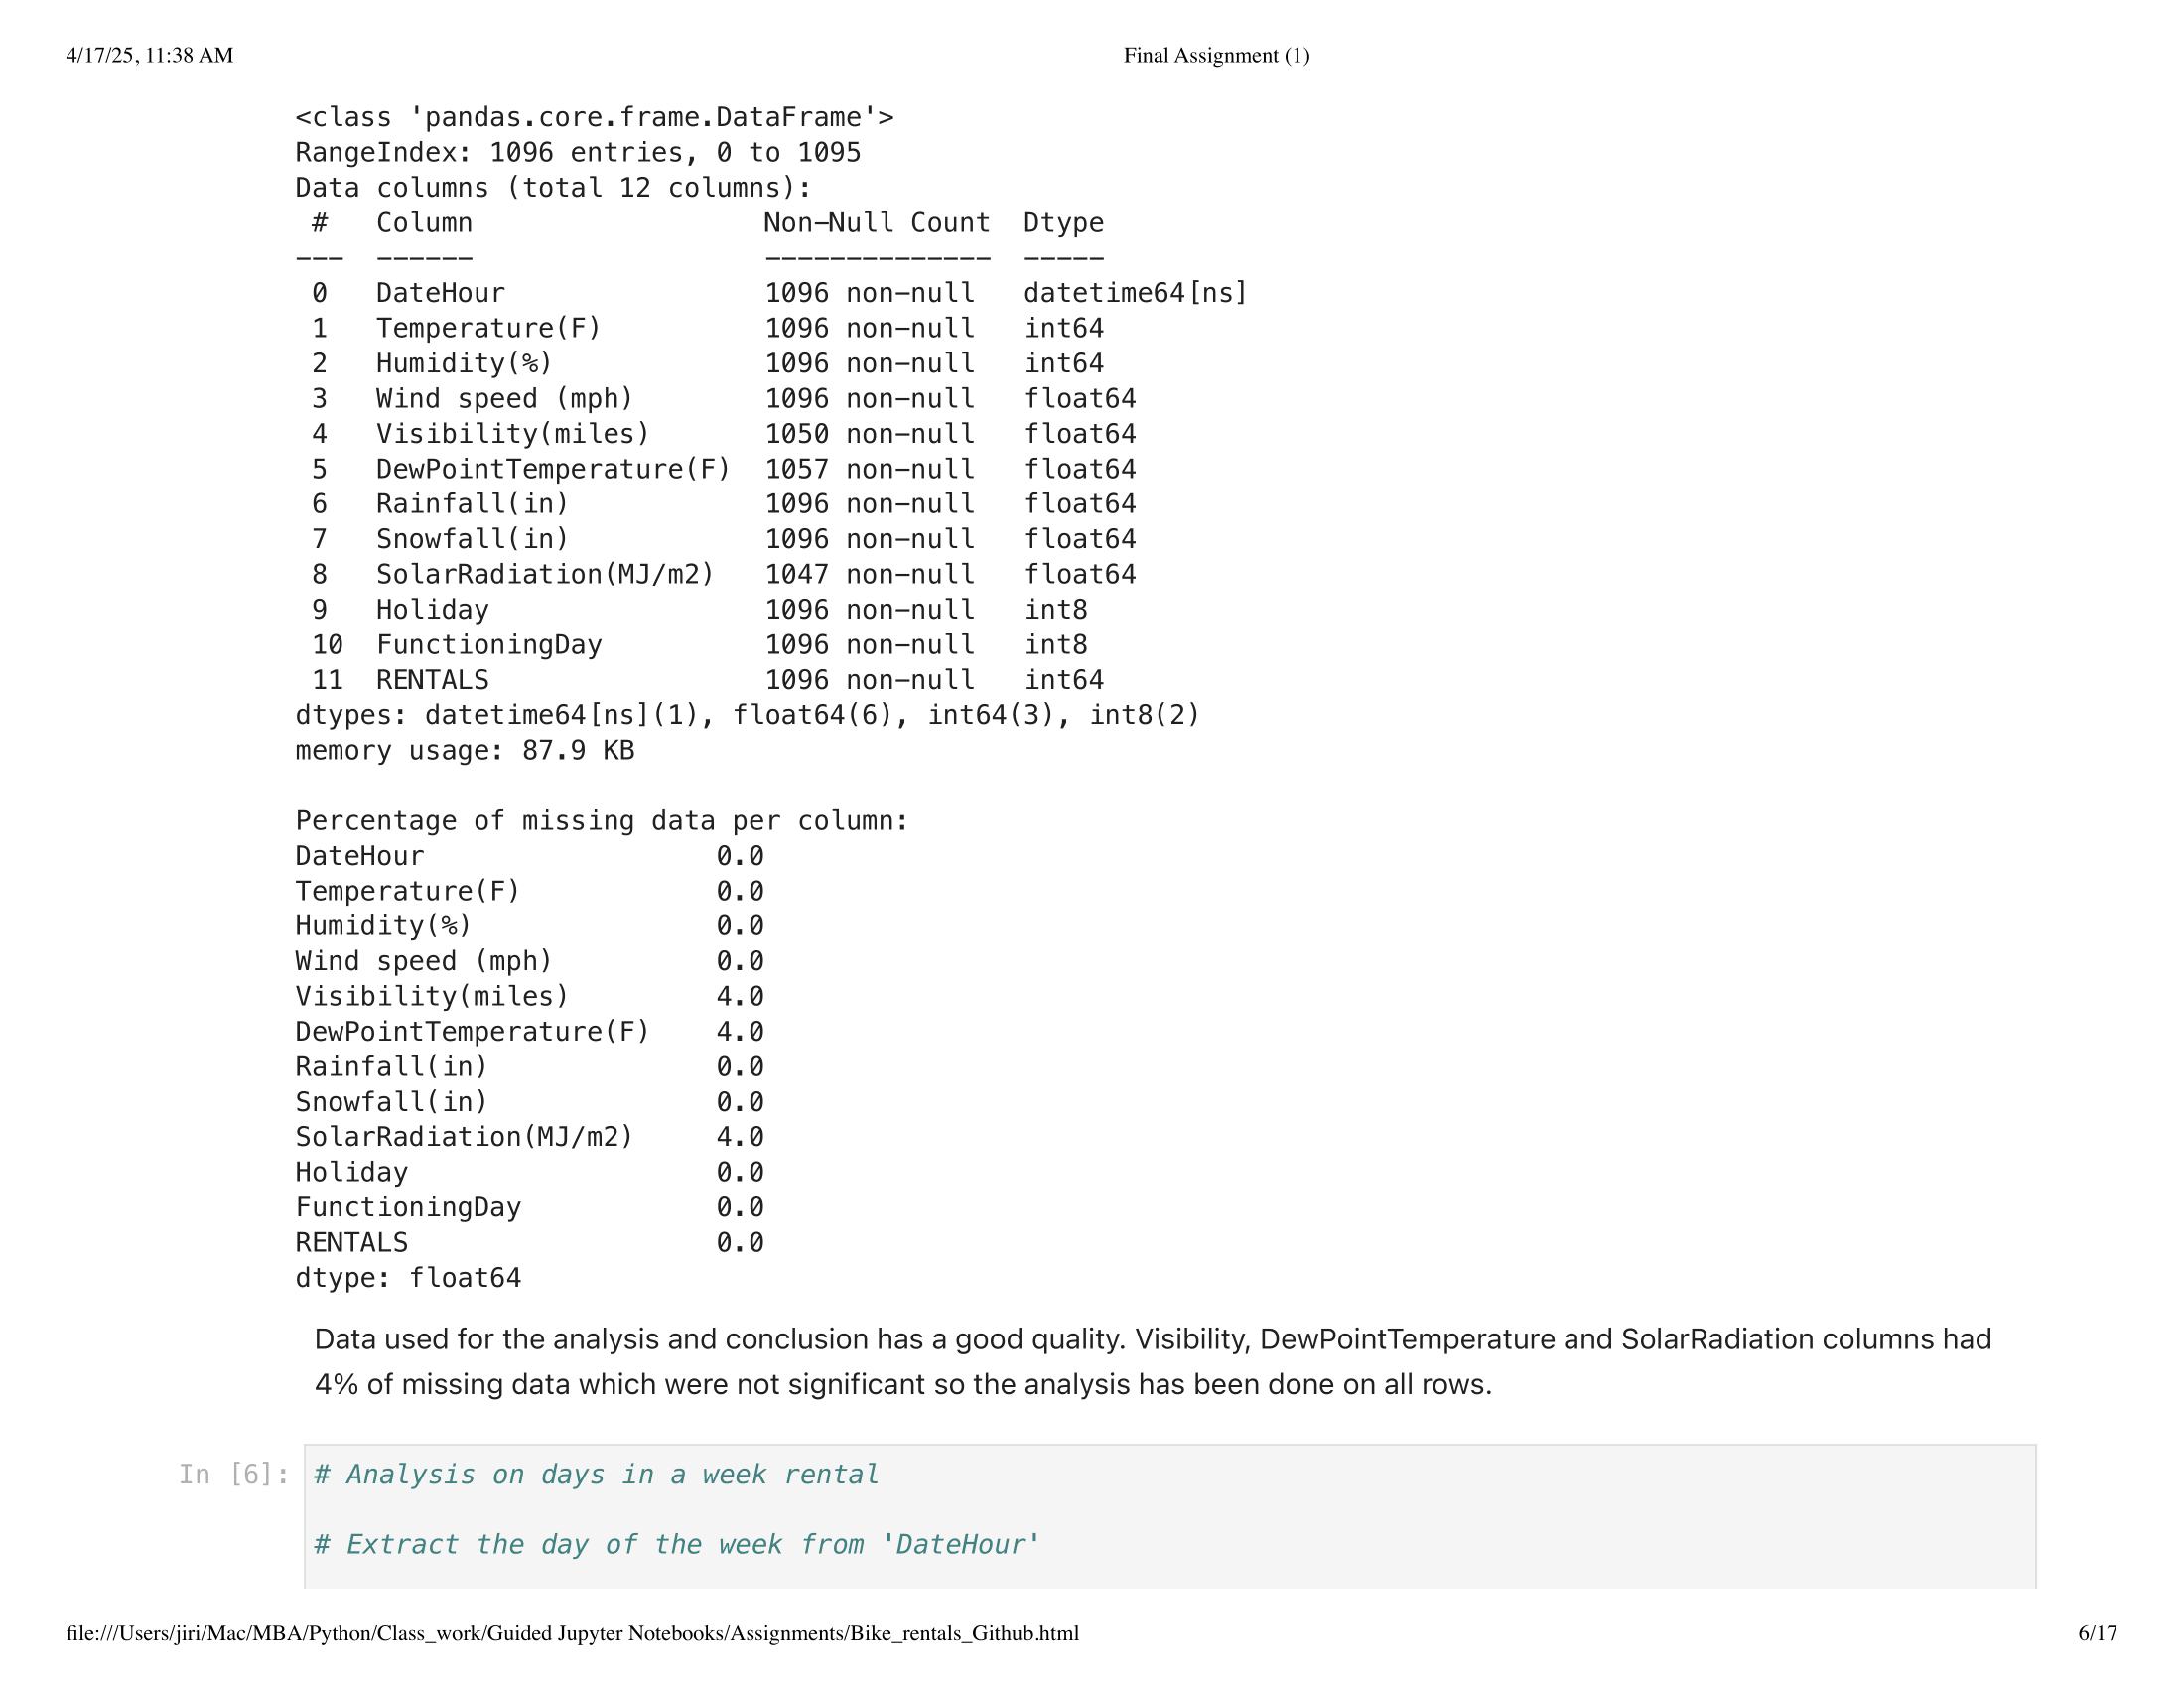 4/17/25, 11:38 AM Final Assignment (1)
<class 'pandas.core.frame.DataFrame'>
RangeIndex: 1096 entries, 0 to 1095
Data columns (total 12 columns):
 #   Column                  Non-Null Count  Dtype
---  ------                  --------------  -----
 0   DateHour                1096 non-null   datetime64[ns]
 1   Temperature(F)          1096 non-null   int64
 2   Humidity(%)             1096 non-null   int64
 3   Wind speed (mph)        1096 non-null   float64
 4   Visibility(miles)       1050 non-null   float64
 5   DewPointTemperature(F)  1057 non-null   float64
 6   Rainfall(in)            1096 non-null   float64
 7   Snowfall(in)            1096 non-null   float64
 8   SolarRadiation(MJ/m2)   1047 non-null   float64
 9   Holiday                 1096 non-null   int8
 10  FunctioningDay          1096 non-null   int8
 11  RENTALS                 1096 non-null   int64
dtypes: datetime64[ns](1), float64(6), int64(3), int8(2)
memory usage: 87.9 KB
Percentage of missing data per column:
DateHour                  0.0
Temperature(F)            0.0
Humidity(%)               0.0
Wind speed (mph)          0.0
Visibility(miles)         4.0
DewPointTemperature(F)    4.0
Rainfall(in)              0.0
Snowfall(in)              0.0
SolarRadiation(MJ/m2)     4.0
Holiday                   0.0
FunctioningDay            0.0
RENTALS                   0.0
dtype: float64
Data used for the analysis and conclusion has a good quality. Visibility, DewPointTemperature and SolarRadiation columns had
4% of missing data which were not significant so the analysis has been done on all rows.
In [6]: # Analysis on days in a week rental
# Extract the day of the week from 'DateHour'
file:///Users/jiri/Mac/MBA/Python/Class_work/Guided Jupyter Notebooks/Assignments/Bike_rentals_Github.html 6/17